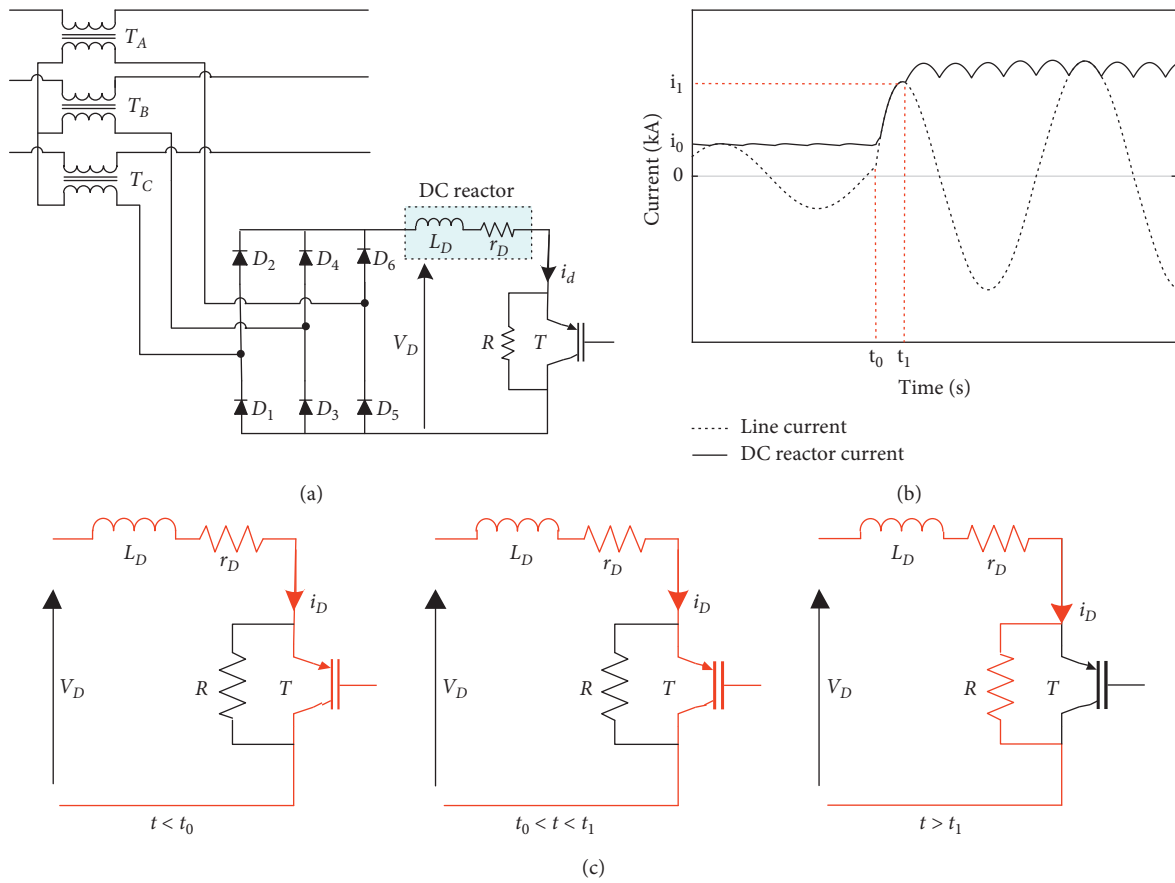 T_A
T_B
T_C
DC reactor
L_D
r_D
D_2
D_4
D_6
i_d
V_D
R
T
D_1
D_3
D_5
(a)
Current (kA)
i_1
i_0
0
t_0
t_1
Time (s)
Line current
DC reactor current
(b)
L_D
r_D
i_D
V_D
R
T
t < t_0
L_D
r_D
i_D
V_D
R
T
t_0 < t < t_1
L_D
r_D
i_D
V_D
R
T
t > t_1
(c)